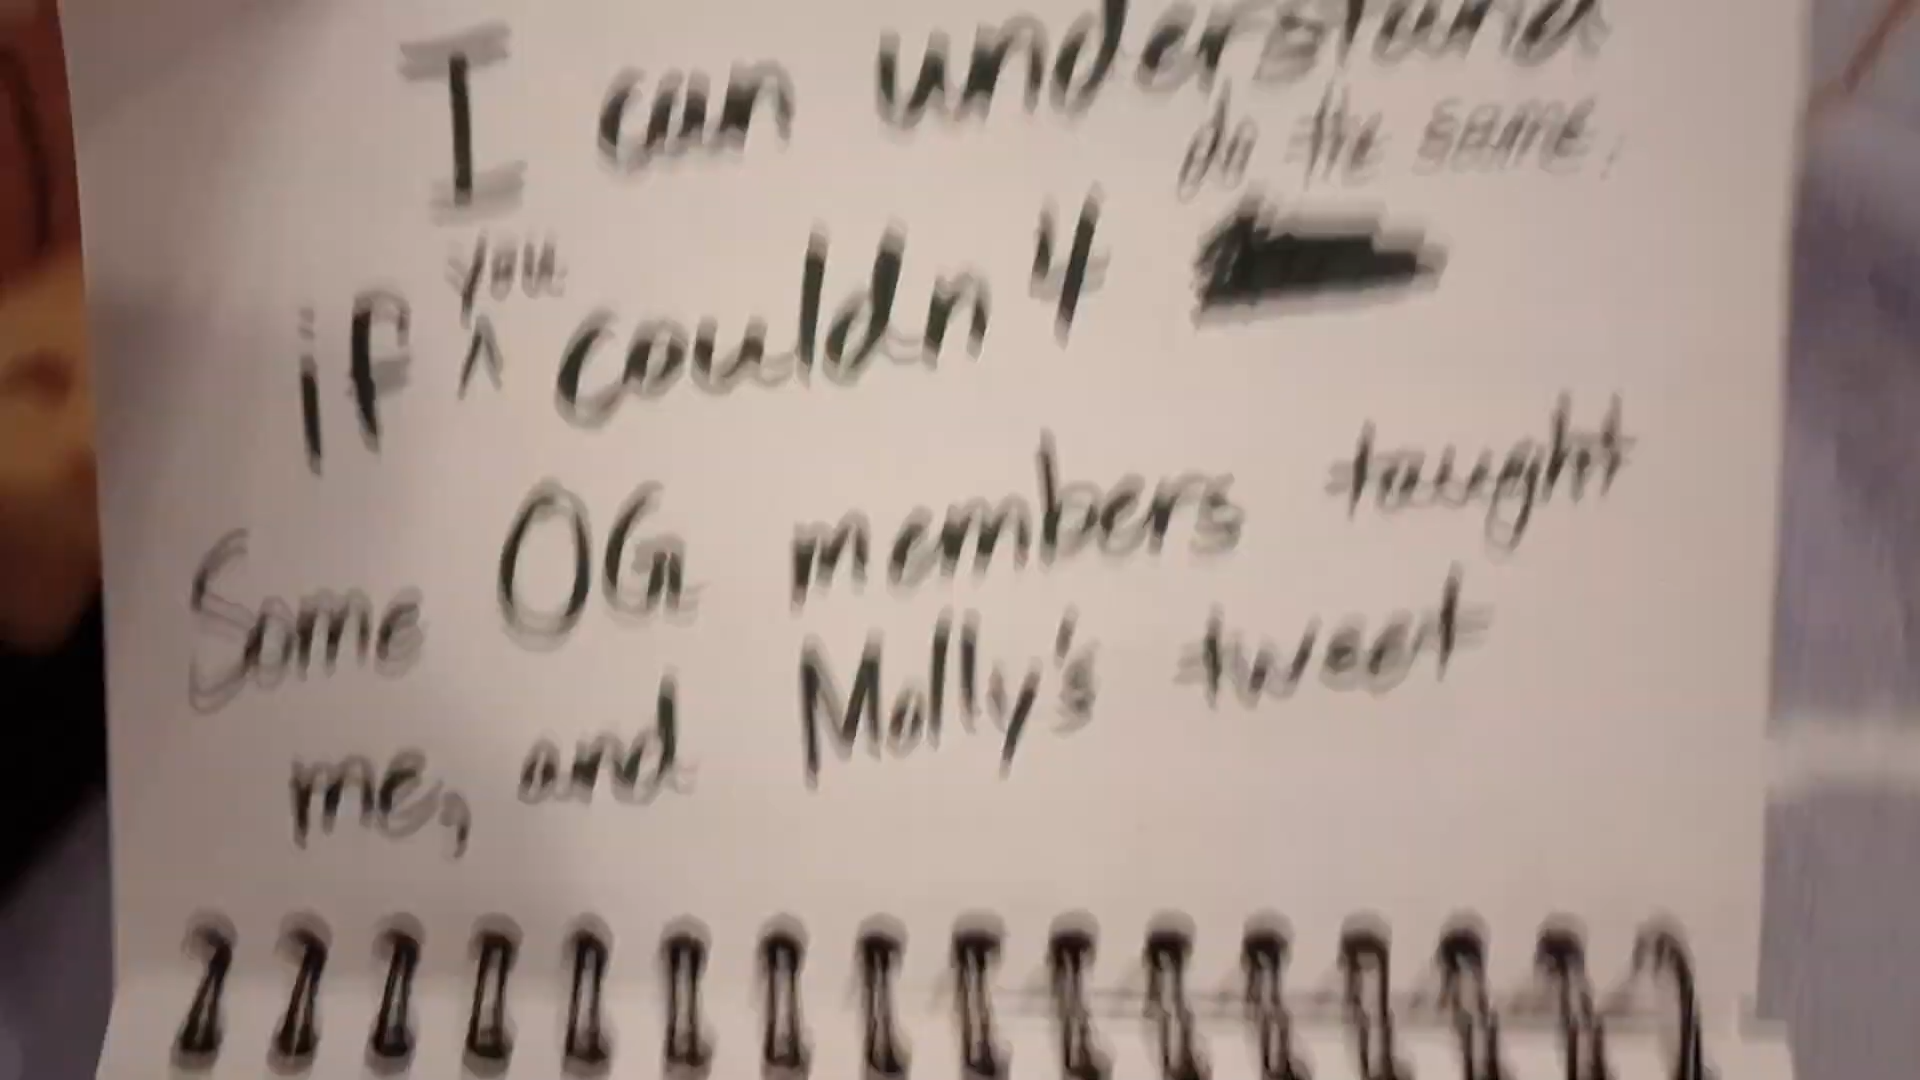 I can understand
do the same.
if you couldn't
Some OG members taught
me, and Molly's tweet